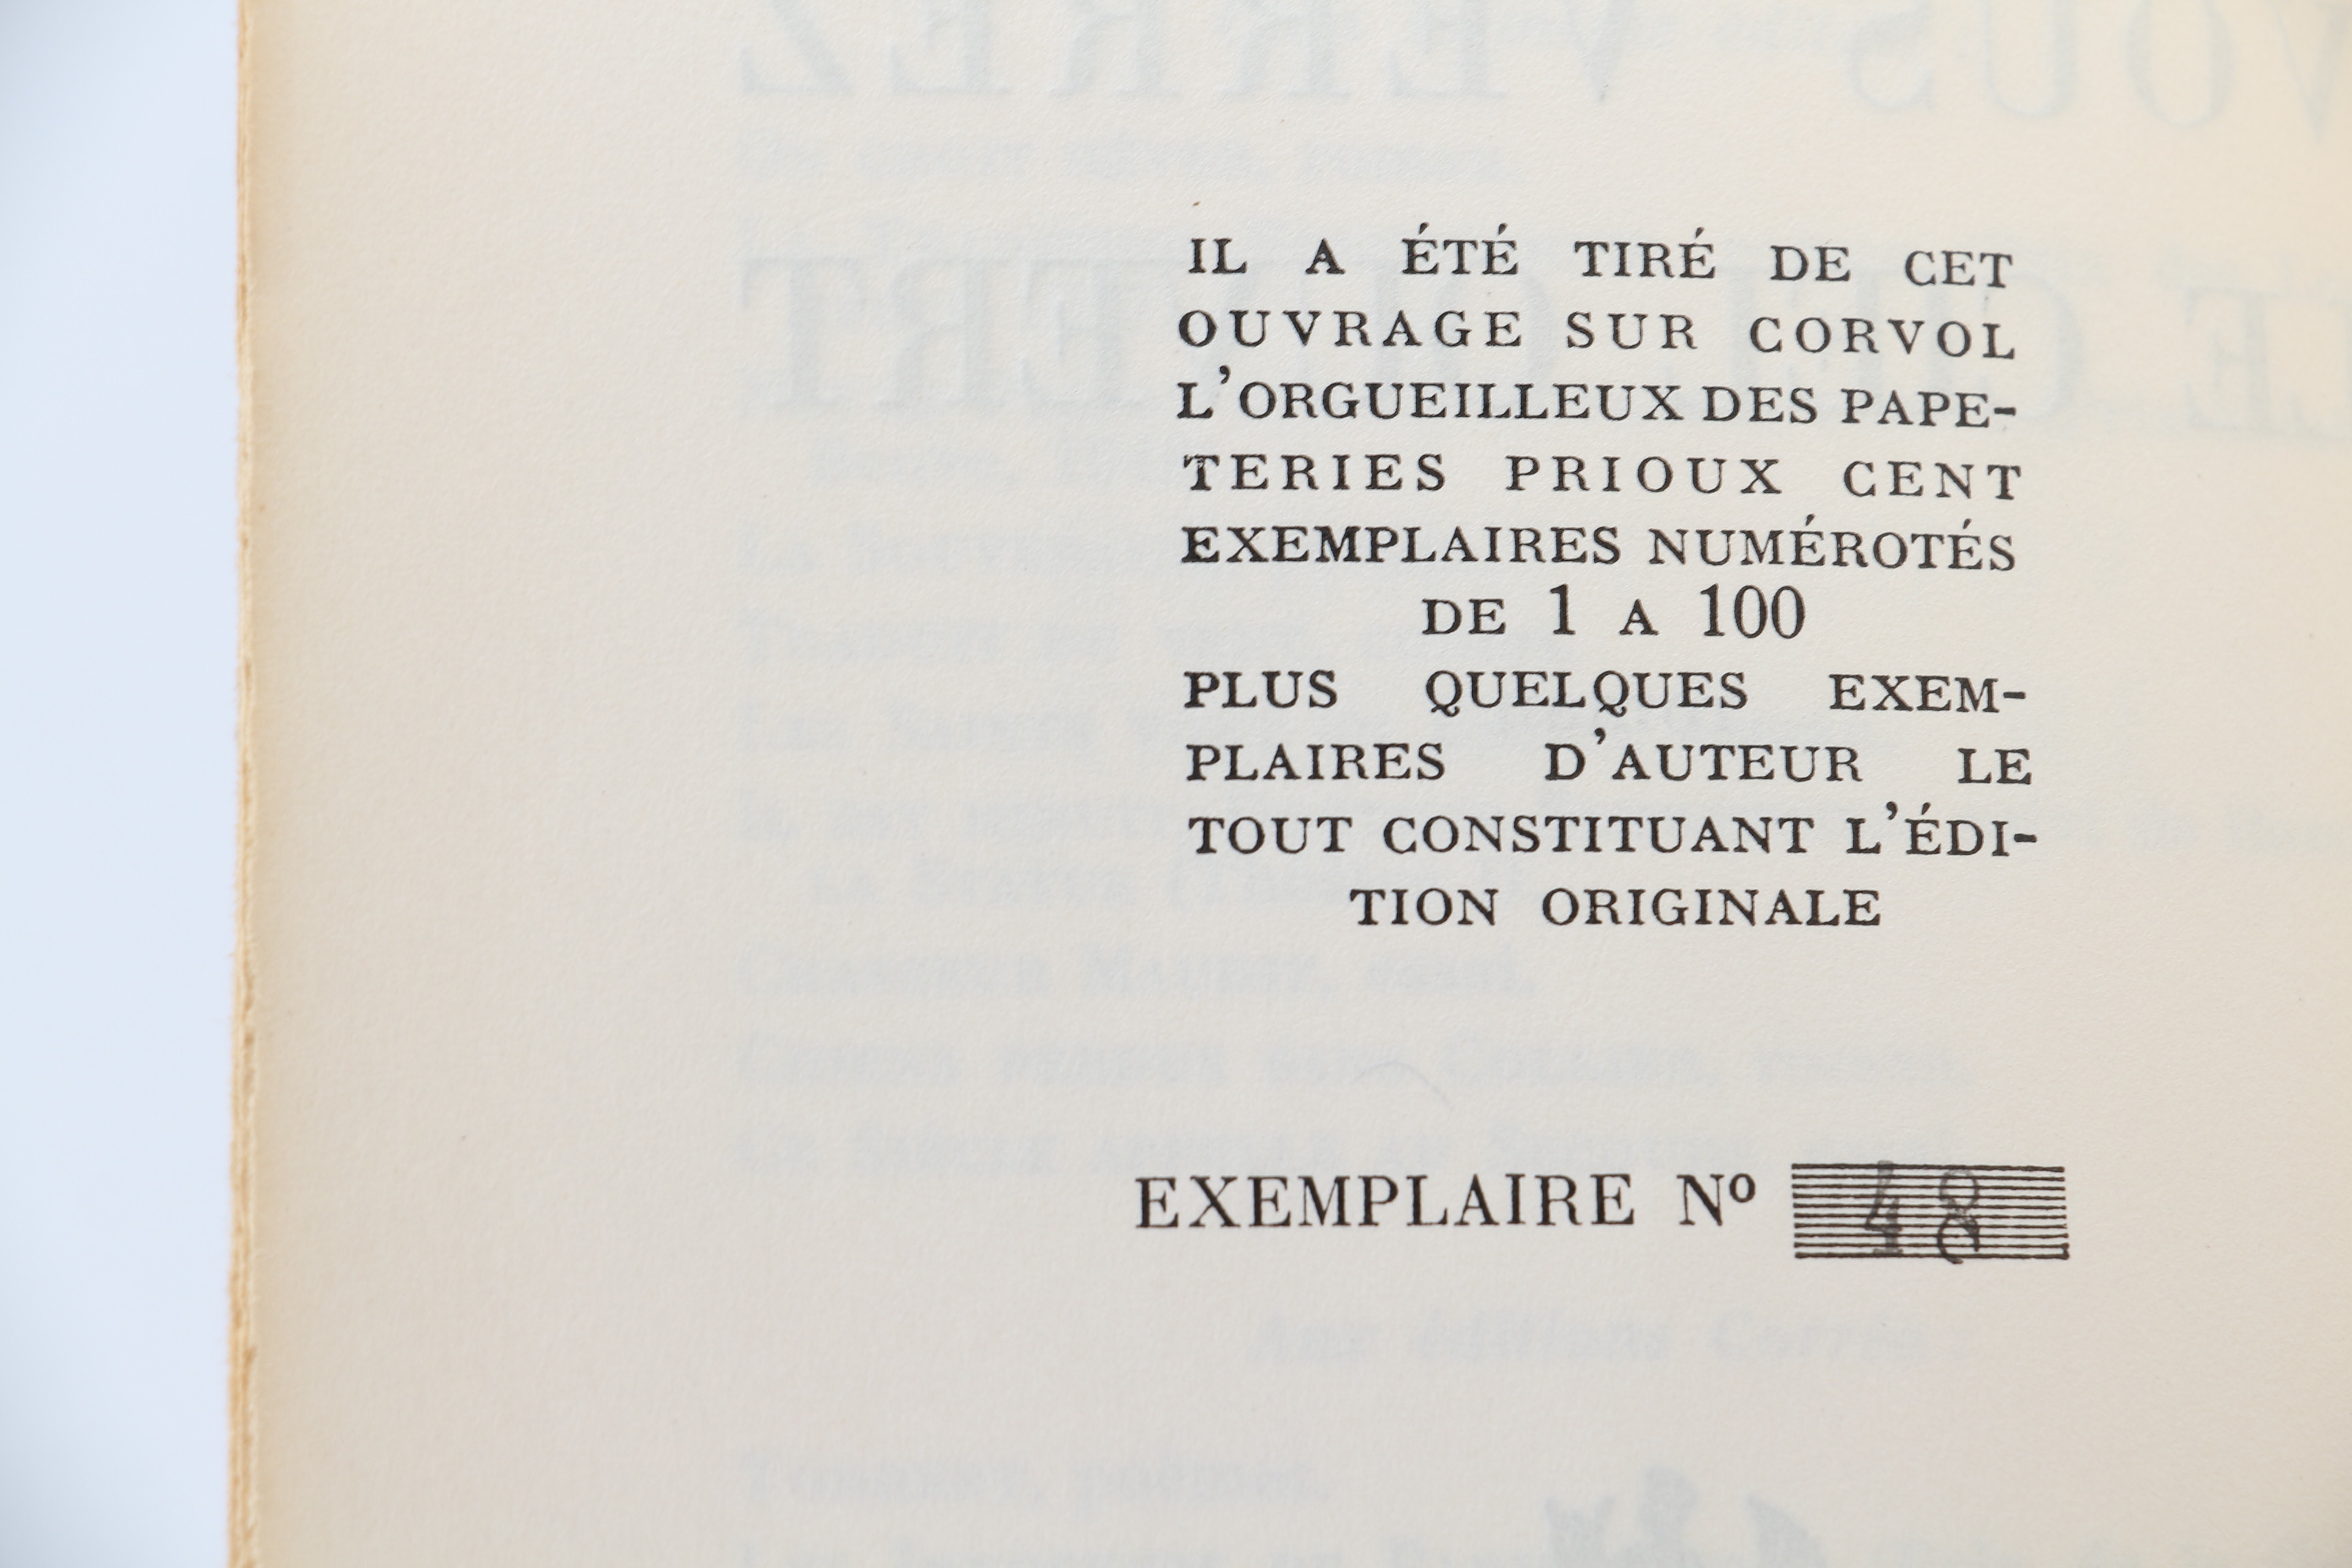 IL A ÉTÉ TIRÉ DE CET
OUVRAGE SUR CORVOL
L'ORGUEILLEUX DES PAPE-
TERIES PRIOUX CENT
EXEMPLAIRES NUMÉROTÉS
DE 1 A 100
PLUS QUELQUES EXEM-
PLAIRES D'AUTEUR LE
TOUT CONSTITUANT L'ÉDI-
TION ORIGINALE
EXEMPLAIRE Nº 48